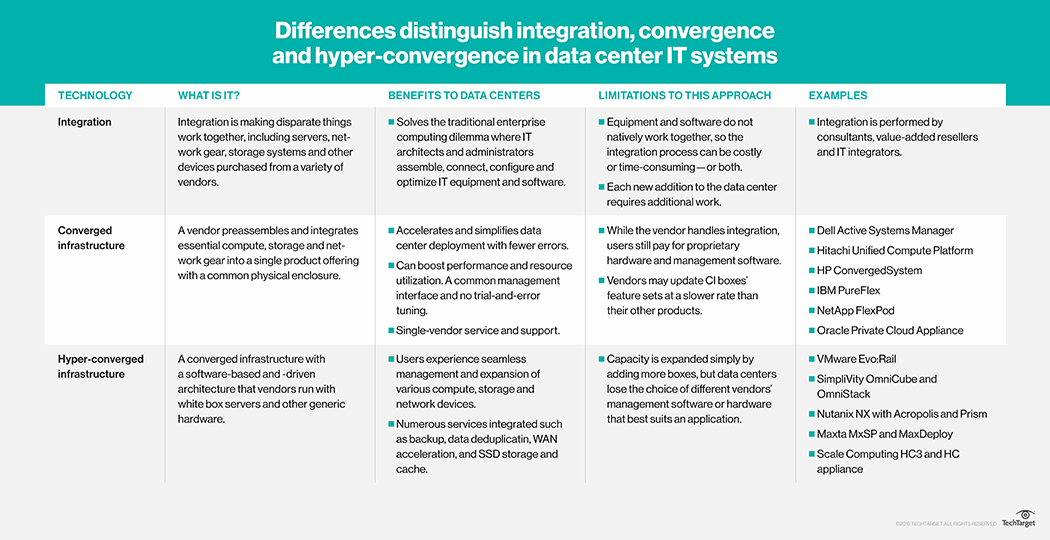 Differences distinguish integration, convergence
and hyper-convergence in data center IT systems
TECHNOLOGY
WHAT IS IT?
BENEFITS TO DATA CENTERS
LIMITATIONS TO THIS APPROACH
EXAMPLES
Integration
Integration is making disparate things
work together, including servers, net-
work gear, storage systems and other
devices purchased from a variety of
vendors.
Solves the traditional enterprise
computing dilemma where IT
architects and administrators
assemble, connect, configure and
optimize IT equipment and software.
Equipment and software do not
natively work together, so the
integration process can be costly
or time-consuming—or both.
Each new addition to the data center
requires additional work.
Integration is performed by
consultants, value-added resellers
and IT integrators.
Converged
infrastructure
A vendor preassembles and integrates
essential compute, storage and net-
work gear into a single product offering
with a common physical enclosure.
Accelerates and simplifies data
center deployment with fewer errors.
Can boost performance and resource
utilization. A common management
interface and no trial-and-error
tuning.
Single-vendor service and support.
While the vendor handles integration,
users still pay for proprietary
hardware and management software.
Vendors may update CI boxes’
feature sets at a slower rate than
their other products.
Dell Active Systems Manager
Hitachi Unified Compute Platform
HP ConvergedSystem
IBM PureFlex
NetApp FlexPod
Oracle Private Cloud Appliance
Hyper-converged
infrastructure
A converged infrastructure with
a software-based and -driven
architecture that vendors run with
white box servers and other generic
hardware.
Users experience seamless
management and expansion of
various compute, storage and
network devices.
Numerous services integrated such
as backup, data deduplicatin, WAN
acceleration, and SSD storage and
cache.
Capacity is expanded simply by
adding more boxes, but data centers
lose the choice of different vendors’
management software or hardware
that best suits an application.
VMware Evo:Rail
SimpliVity OmniCube and
OmniStack
Nutanix NX with Acropolis and Prism
Maxta MxSP and MaxDeploy
Scale Computing HC3 and HC
appliance
TECHTARGET. ALL RIGHTS RESERVED
TechTarget